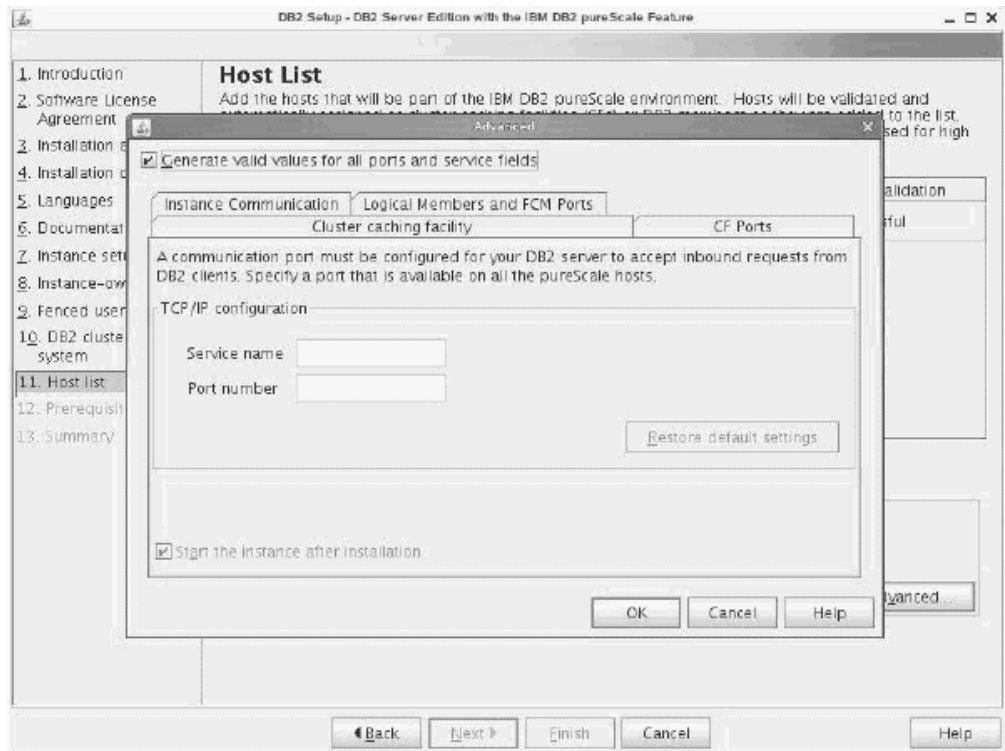 DB2 Setup - DB2 Server Edition with the IBM DB2 pureScale Feature
1. Introduction
2. Software License
Agreement
3. Installation
4. Installation
5. Languages
6. Documentat
7. Instance set
8. Instance-ow
9. Fenced user
10. DB2 cluste
system
11. Host list
12. Prerequisit
13. Summary
Host List
Add the hosts that will be part of the IBM DB2 pureScale environment. Hosts will be validated and
to the list.
sed for high
alidation
sful
Advanced
Generate valid values for all ports and service fields
Instance Communication
Logical Members and FCM Ports
Cluster caching facility
CF Ports
A communication port must be configured for your DB2 server to accept inbound requests from
DB2 clients. Specify a port that is available on all the pureScale hosts.
TCP/IP configuration
Service name
Port number
Restore default settings
Start the instance after installation
OK
Cancel
Help
vanced...
Back
Next
Finish
Cancel
Help